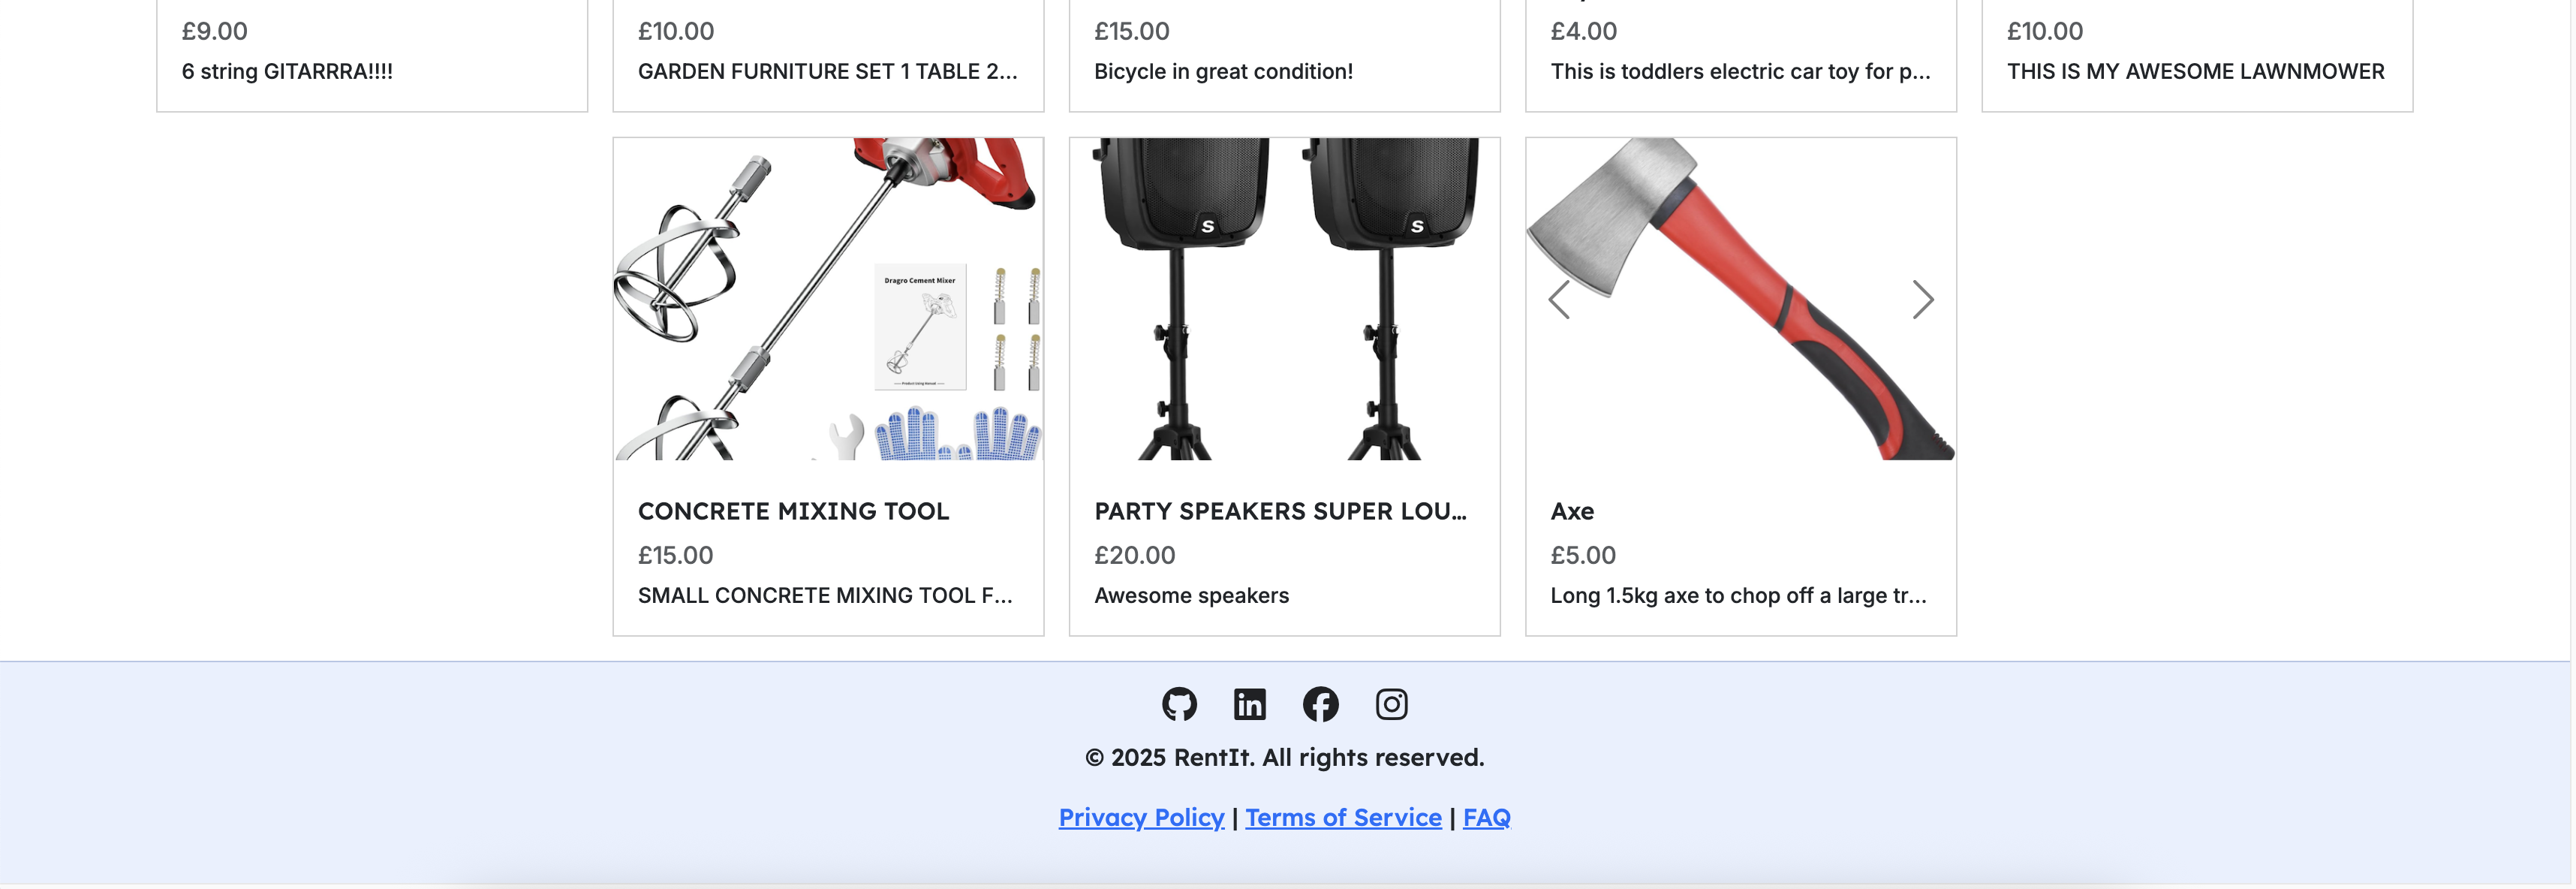 £9.00
£10.00
£15.00
£4.00
£10.00
6 string GITARRRA!!!!
GARDEN FURNITURE SET 1 TABLE 2...
Bicycle in great condition!
This is toddlers electric car toy for p...
THIS IS MY AWESOME LAWNMOWER
Dragro Cement Mixer
S
S
CONCRETE MIXING TOOL
£15.00
SMALL CONCRETE MIXING TOOL F...
PARTY SPEAKERS SUPER LOU...
£20.00
Awesome speakers
Axe
£5.00
Long 1.5kg axe to chop off a large tr...
in
© 2025 RentIt. All rights reserved.
Privacy Policy | Terms of Service | FAQ